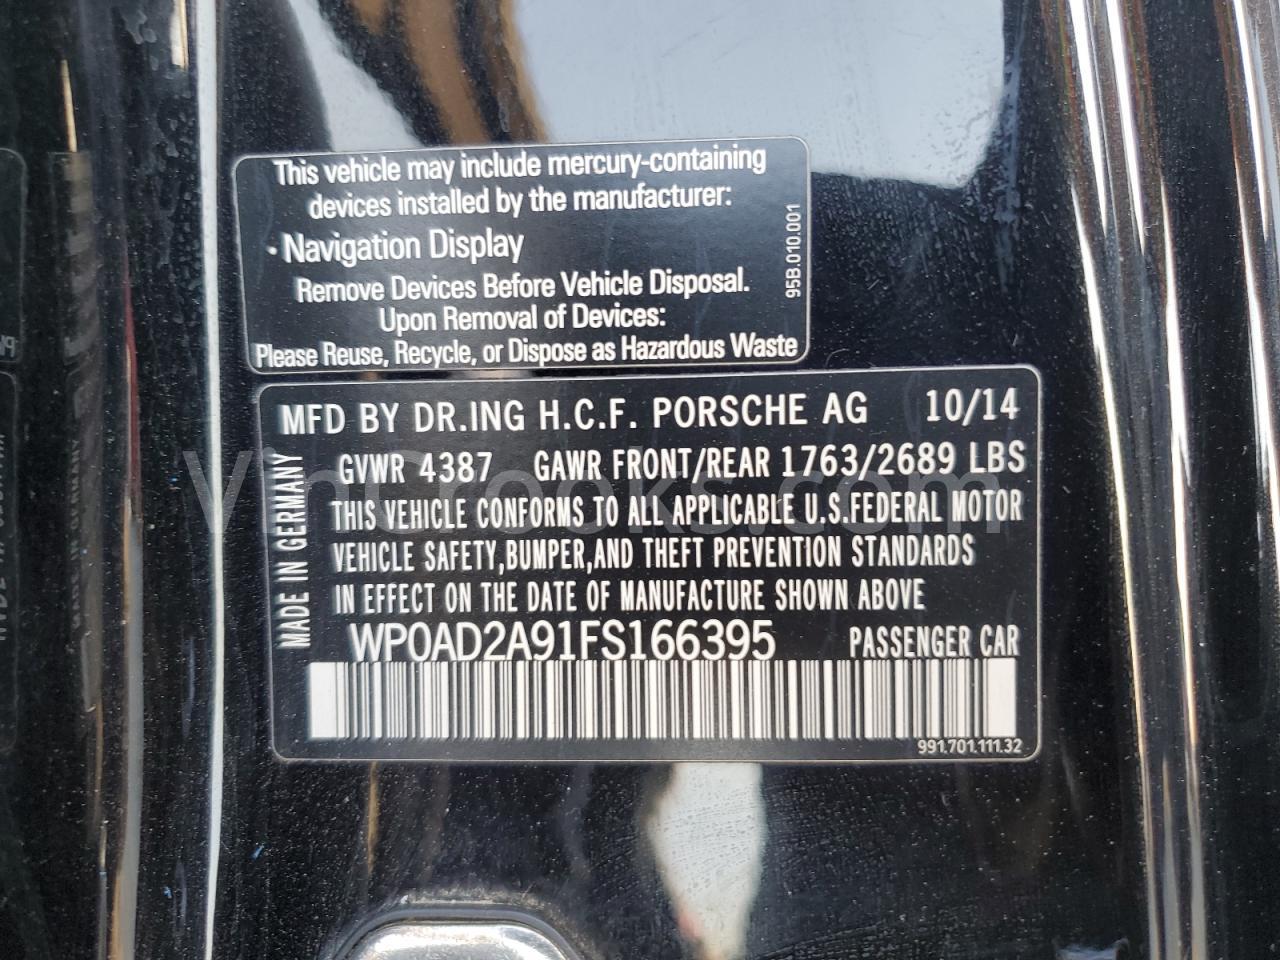 This vehicle may include mercury-containing
devices installed by the manufacturer:
• Navigation Display
Remove Devices Before Vehicle Disposal.
Upon Removal of Devices:
Please Reuse, Recycle, or Dispose as Hazardous Waste
95B.010.001
MFD BY DR.ING H.C.F. PORSCHE AG 10/14
GVWR 4387 GAWR FRONT/REAR 1763/2689 LBS
THIS VEHICLE CONFORMS TO ALL APPLICABLE U.S.FEDERAL MOTOR
VEHICLE SAFETY,BUMPER,AND THEFT PREVENTION STANDARDS
IN EFFECT ON THE DATE OF MANUFACTURE SHOWN ABOVE
MADE IN GERMANY
WP0AD2A91FS166395 PASSENGER CAR
991.701.111.32
VinCrooks.com